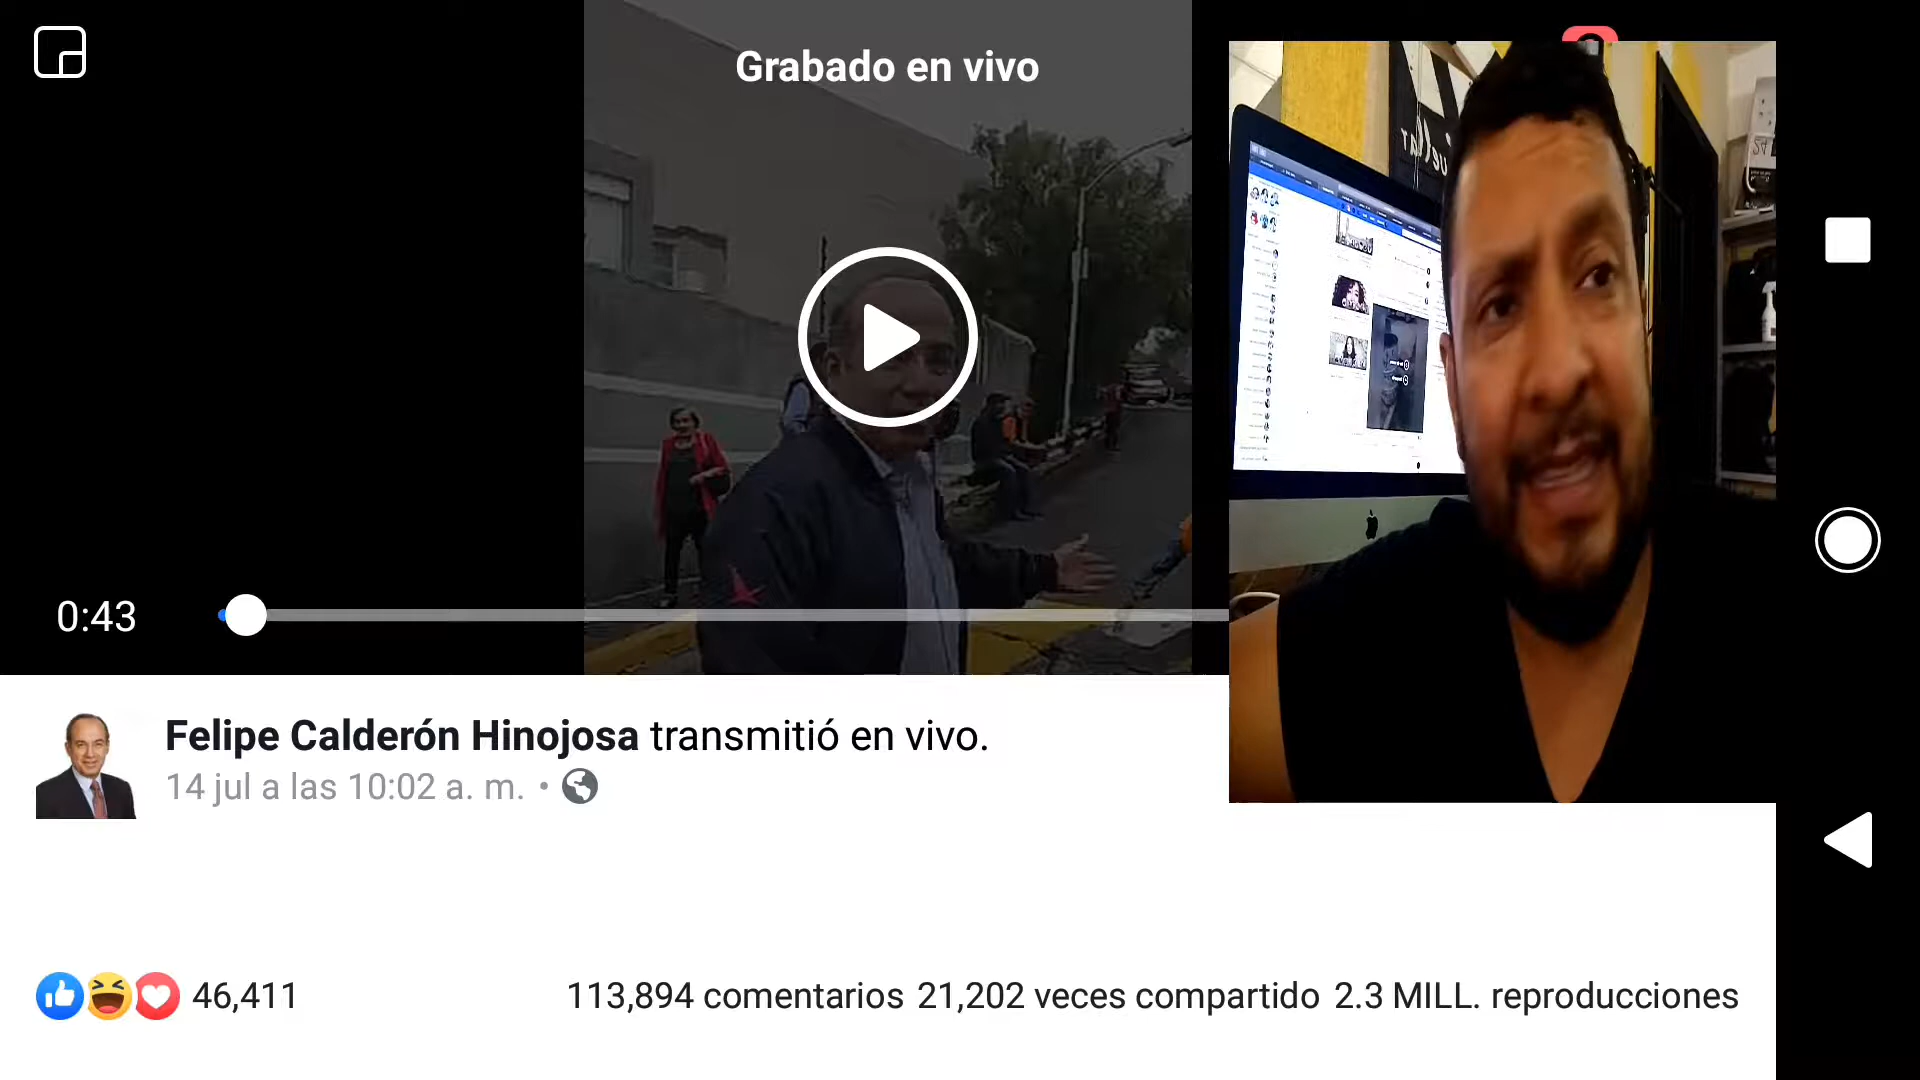 Grabado en vivo
0:43
Felipe Calderón Hinojosa transmitió en vivo.
14 jul a las 10:02 a. m. •
46,411
113,894 comentarios 21,202 veces compartido 2.3 MILL. reproducciones